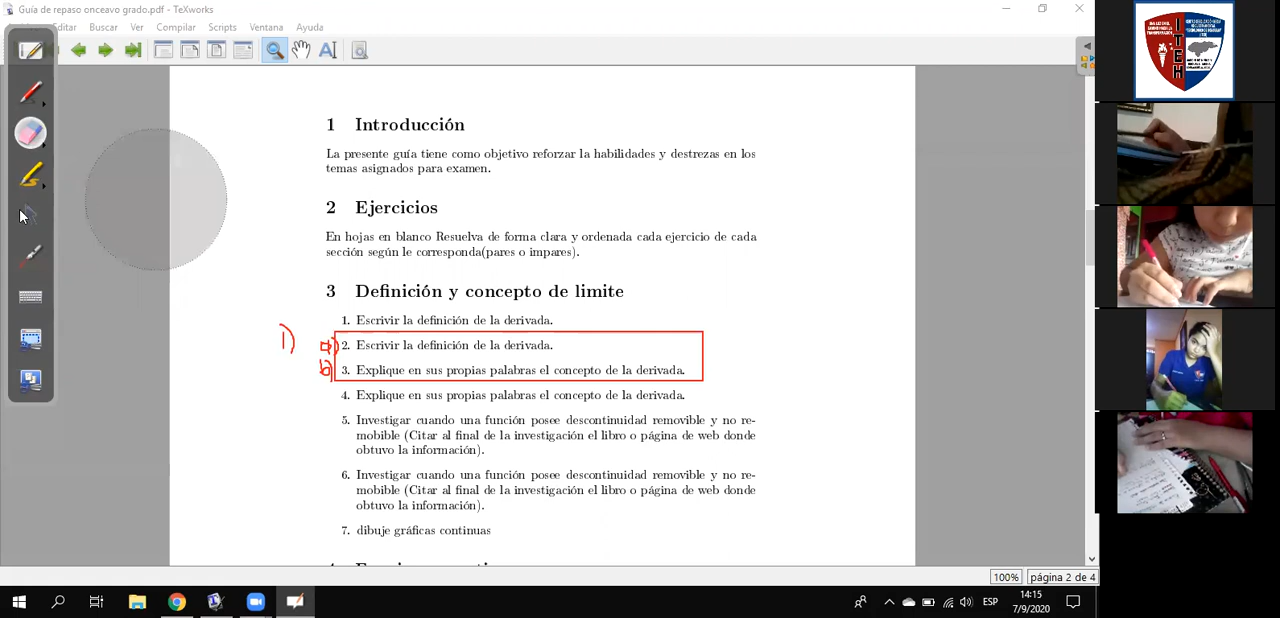 Guía de repaso onceavo grado.pdf - TeXworks
Editar Buscar Ver Compilar Scripts Ventana Ayuda
1 Introducción
La presente guía tiene como objetivo reforzar la habilidades y destrezas en los
temas asignados para examen.
2 Ejercicios
En hojas en blanco Resuelva de forma clara y ordenada cada ejercicio de cada
sección según le corresponda(pares o impares).
3 Definición y concepto de limite
1. Escrivir la definición de la derivada.
1) a) 2. Escrivir la definición de la derivada.
b) 3. Explique en sus propias palabras el concepto de la derivada.
4. Explique en sus propias palabras el concepto de la derivada.
5. Investigar cuando una función posee descontinuidad removible y no re-
mobible (Citar al final de la investigación el libro o página de web donde
obtuvo la información).
6. Investigar cuando una función posee descontinuidad removible y no re-
mobible (Citar al final de la investigación el libro o página de web donde
obtuvo la información).
7. dibuje gráficas continuas
100% página 2 de 4
ESP
14:15
7/9/2020
ITEH